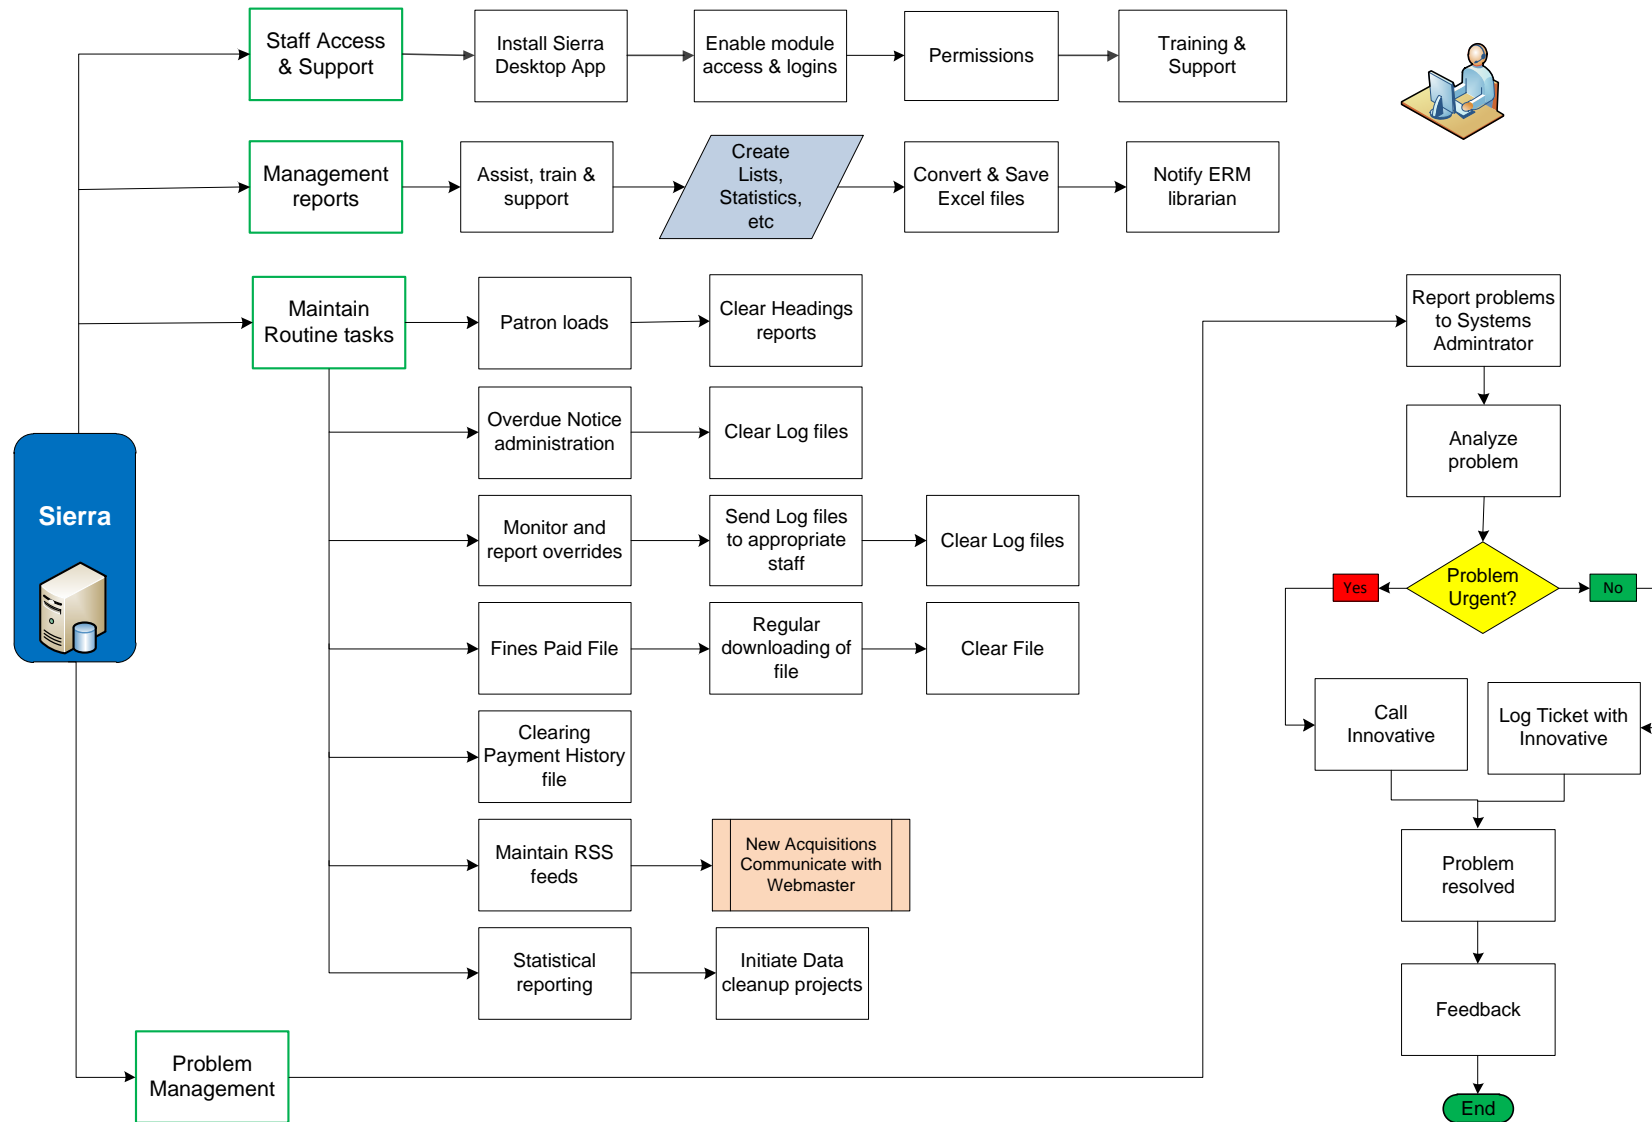 Staff Access
& Support
Install Sierra
Desktop App
Enable module
access & logins
Permissions
Training &
Support
Management
reports
Assist, train &
support
Create
Lists,
Statistics,
etc
Convert & Save
Excel files
Notify ERM
librarian
Maintain
Routine tasks
Patron loads
Clear Headings
reports
Overdue Notice
administration
Clear Log files
Monitor and
report overrides
Send Log files
to appropriate
staff
Clear Log files
Fines Paid File
Regular
downloading of
file
Clear File
Clearing
Payment History
file
Maintain RSS
feeds
New Acquisitions
Communicate with
Webmaster
Statistical
reporting
Initiate Data
cleanup projects
Sierra
Problem
Management
Report problems
to Systems
Admintrator
Analyze
problem
Problem
Urgent?
Yes
No
Call
Innovative
Log Ticket with
Innovative
Problem
resolved
Feedback
End